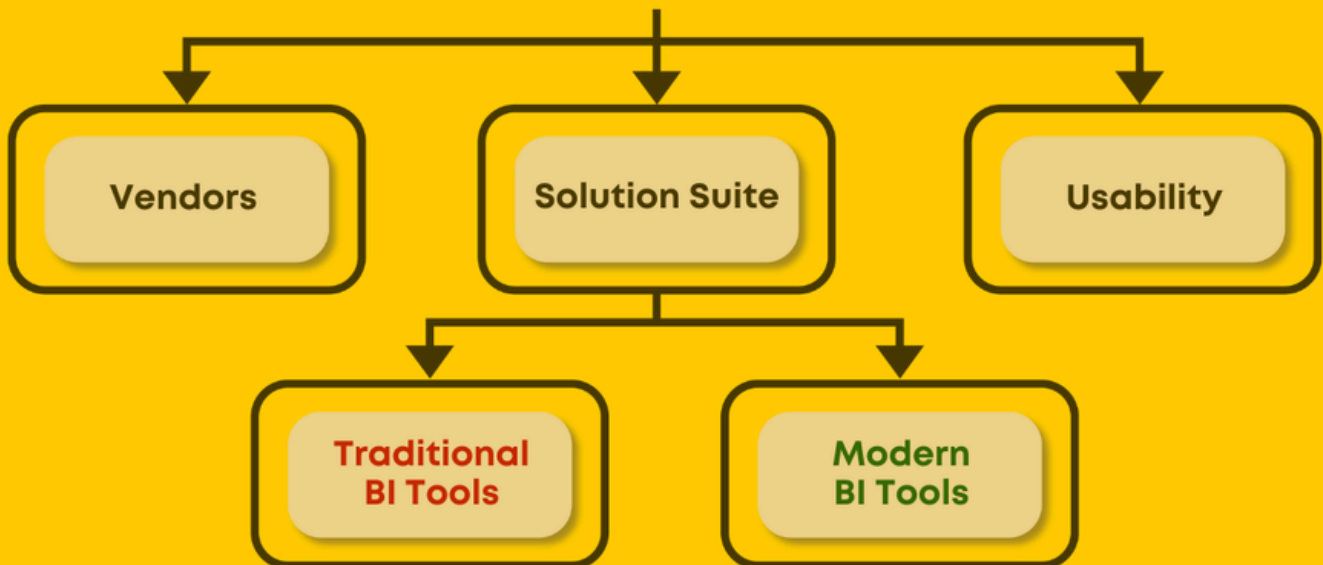 Vendors
Solution Suite
Usability
Traditional
BI Tools
Modern
BI Tools